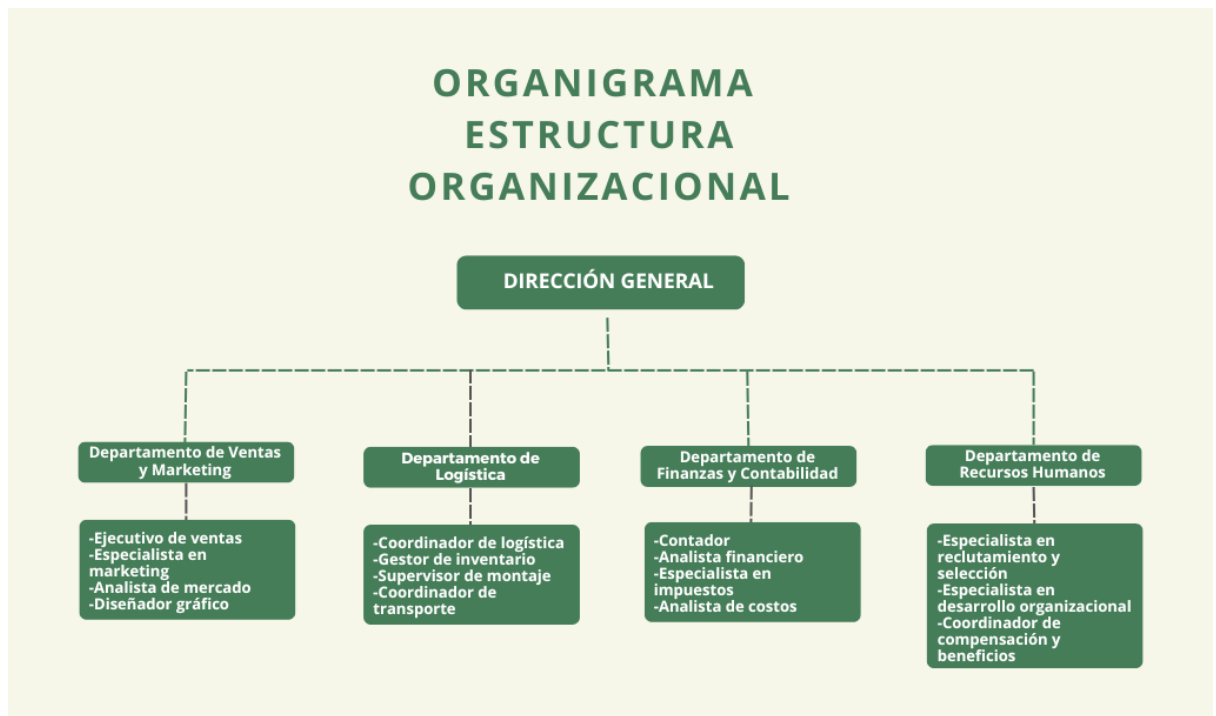 ORGANIGRAMA
ESTRUCTURA
ORGANIZACIONAL
DIRECCIÓN GENERAL
Departamento de Ventas
y Marketing
-Ejecutivo de ventas
-Especialista en
marketing
-Analista de mercado
-Diseñador gráfico
Departamento de
Logística
-Coordinador de logística
-Gestor de inventario
-Supervisor de montaje
-Coordinador de
transporte
Departamento de
Finanzas y Contabilidad
-Contador
-Analista financiero
-Especialista en
impuestos
-Analista de costos
Departamento de
Recursos Humanos
-Especialista en
reclutamiento y
selección
-Especialista en
desarrollo organizacional
-Coordinador de
compensación y
beneficios